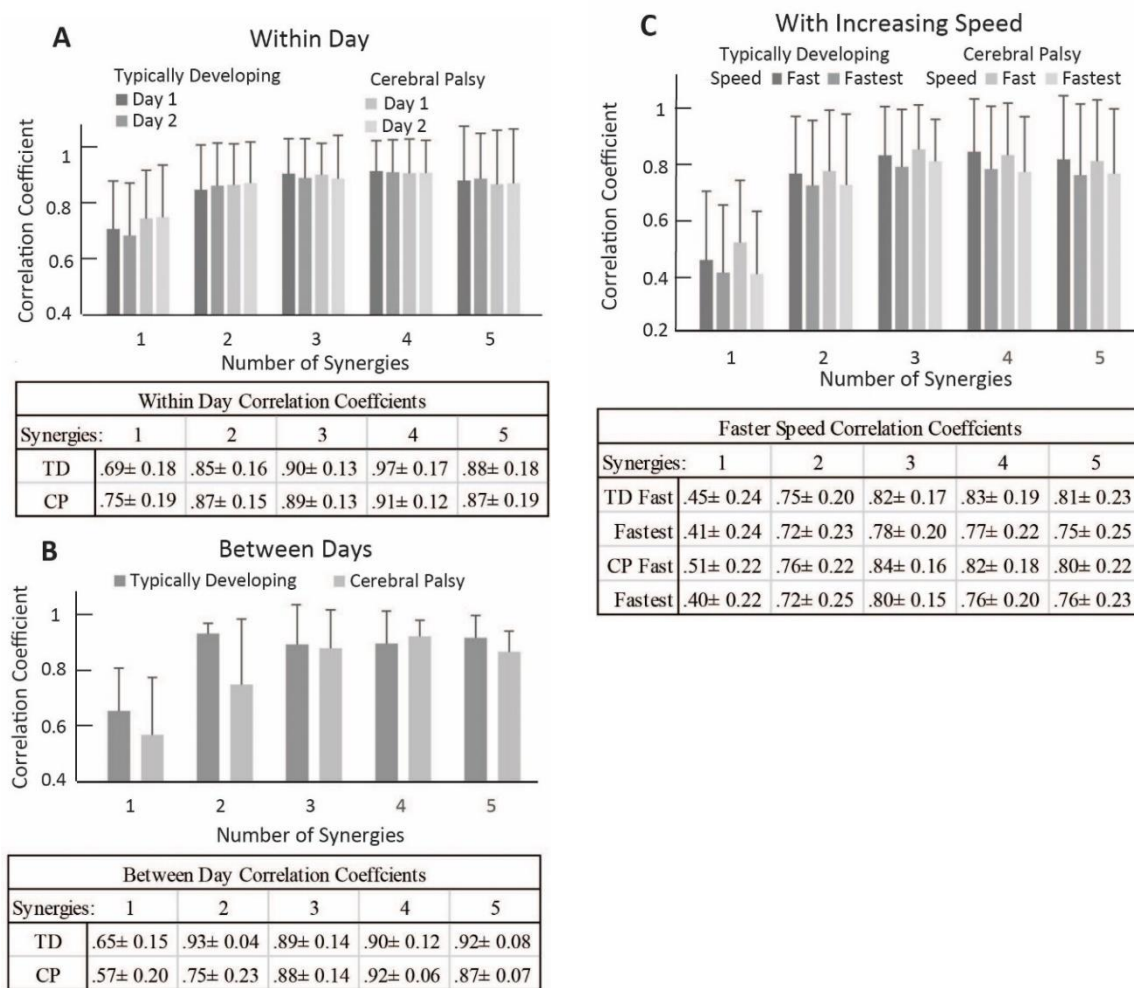 A
Within Day
Typically Developing
Day 1
Day 2
Cerebral Palsy
Day 1
Day 2
Correlation Coefficient
1
0.8
0.6
0.4
1 2 3 4 5
Number of Synergies
Within Day Correlation Coeffcients
Synergies: 1 2 3 4 5
TD .69± 0.18 .85± 0.16 .90± 0.13 .97± 0.17 .88± 0.18
CP .75± 0.19 .87± 0.15 .89± 0.13 .91± 0.12 .87± 0.19
B
Between Days
Typically Developing Cerebral Palsy
Correlation Coefficient
1
0.8
0.6
0.4
1 2 3 4 5
Number of Synergies
Between Day Correlation Coeffcients
Synergies: 1 2 3 4 5
TD .65± 0.15 .93± 0.04 .89± 0.14 .90± 0.12 .92± 0.08
CP .57± 0.20 .75± 0.23 .88± 0.14 .92± 0.06 .87± 0.07
C
With Increasing Speed
Typically Developing Cerebral Palsy
Speed Fast Fastest Speed Fast Fastest
Correlation Coefficient
1
0.8
0.6
0.4
0.2
1 2 3 4 5
Number of Synergies
Faster Speed Correlation Coeffcients
Synergies: 1 2 3 4 5
TD Fast .45± 0.24 .75± 0.20 .82± 0.17 .83± 0.19 .81± 0.23
Fastest .41± 0.24 .72± 0.23 .78± 0.20 .77± 0.22 .75± 0.25
CP Fast .51± 0.22 .76± 0.22 .84± 0.16 .82± 0.18 .80± 0.22
Fastest .40± 0.22 .72± 0.25 .80± 0.15 .76± 0.20 .76± 0.23